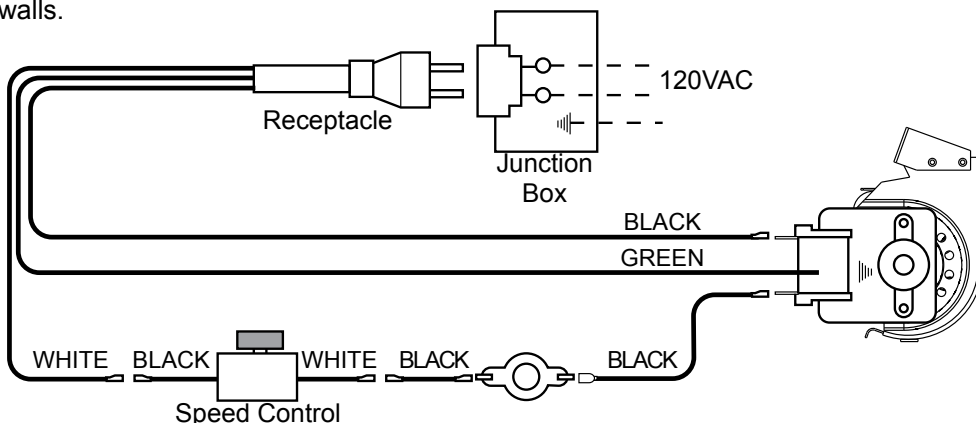 walls.
120VAC
Receptacle
Junction
Box
BLACK
GREEN
WHITE BLACK WHITE BLACK BLACK
Speed Control